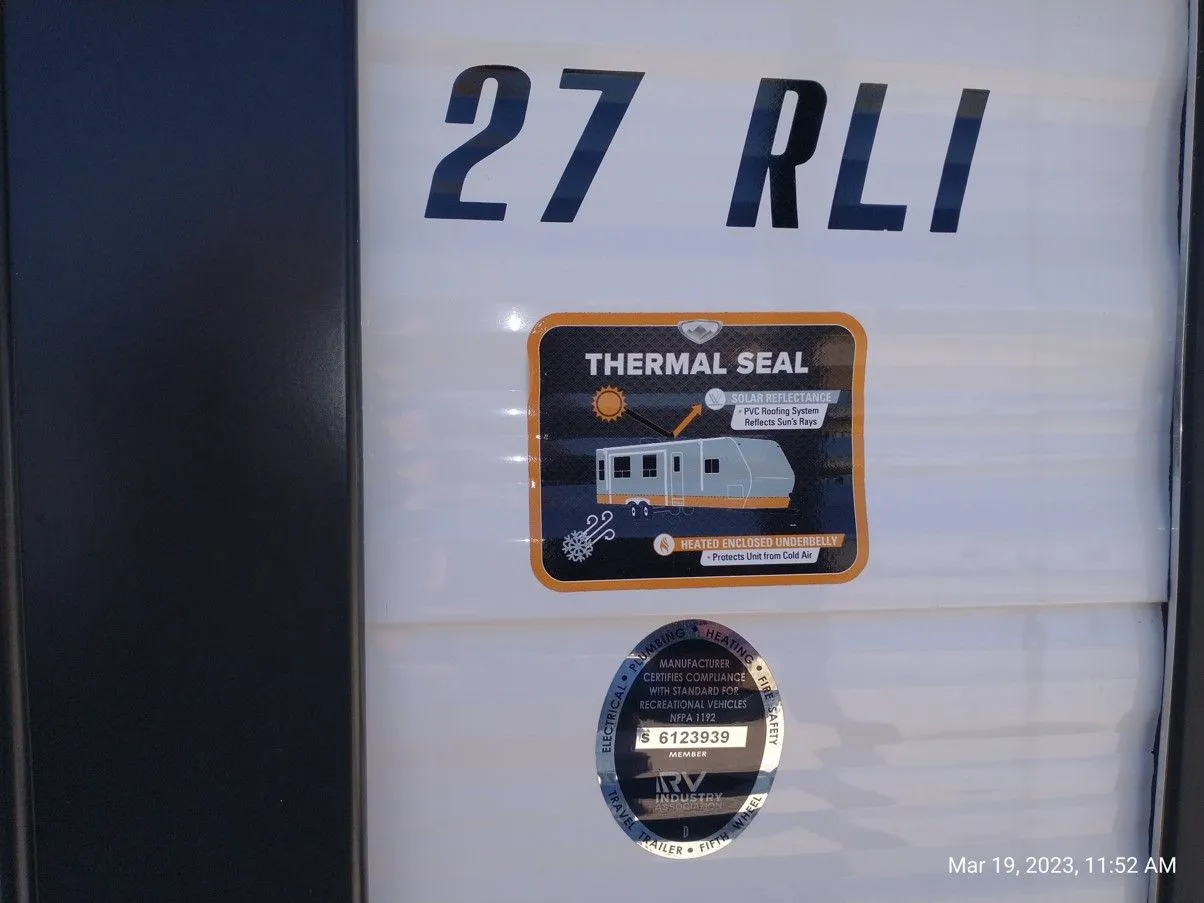 27 RLI
THERMAL SEAL
SOLAR REFLECTANCE
• PVC Roofing System
Reflects Sun's Rays
HEATED ENCLOSED UNDERBELLY
• Protects Unit from Cold Air
ELECTRICAL • PLUMBING • HEATING • FIRE SAFETY
MANUFACTURER
CERTIFIES COMPLIANCE
WITH STANDARD FOR
RECREATIONAL VEHICLES
NFPA 1192
S 6123939
MEMBER
RV
INDUSTRY
ASSOCIATION
D
TRAVEL TRAILER • FIFTH WHEEL
Mar 19, 2023, 11:52 AM